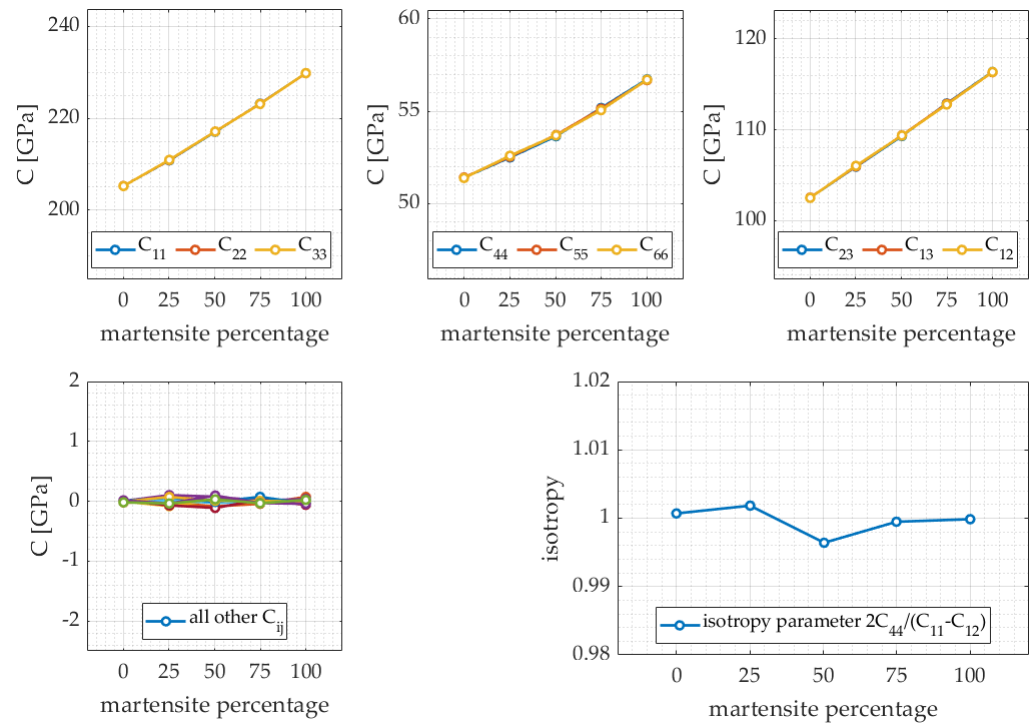 240
220
200
C [GPa]
C11 C22 C33
0 25 50 75 100
martensite percentage
60
55
50
C [GPa]
C44 C55 C66
0 25 50 75 100
martensite percentage
120
110
100
C [GPa]
C23 C13 C12
0 25 50 75 100
martensite percentage
2
1
0
-1
-2
C [GPa]
all other Cij
0 25 50 75 100
martensite percentage
1.02
1.01
1
0.99
0.98
isotropy
isotropy parameter 2C44/(C11-C12)
0 25 50 75 100
martensite percentage